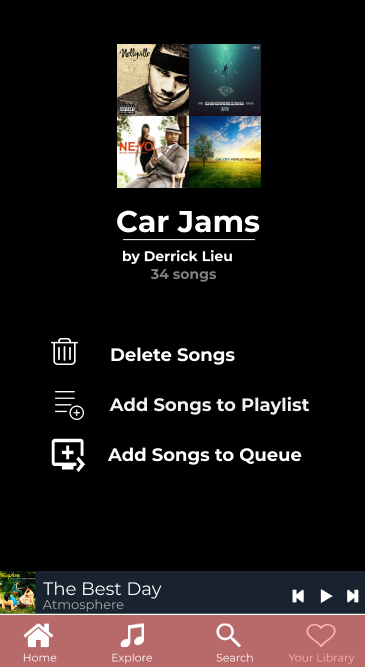 Nellyville
DROWNING
NE-YO
Car Jams
by Derrick Lieu
34 songs
Delete Songs
Add Songs to Playlist
Add Songs to Queue
The Best Day
Atmosphere
Home
Explore
Search
Your Library